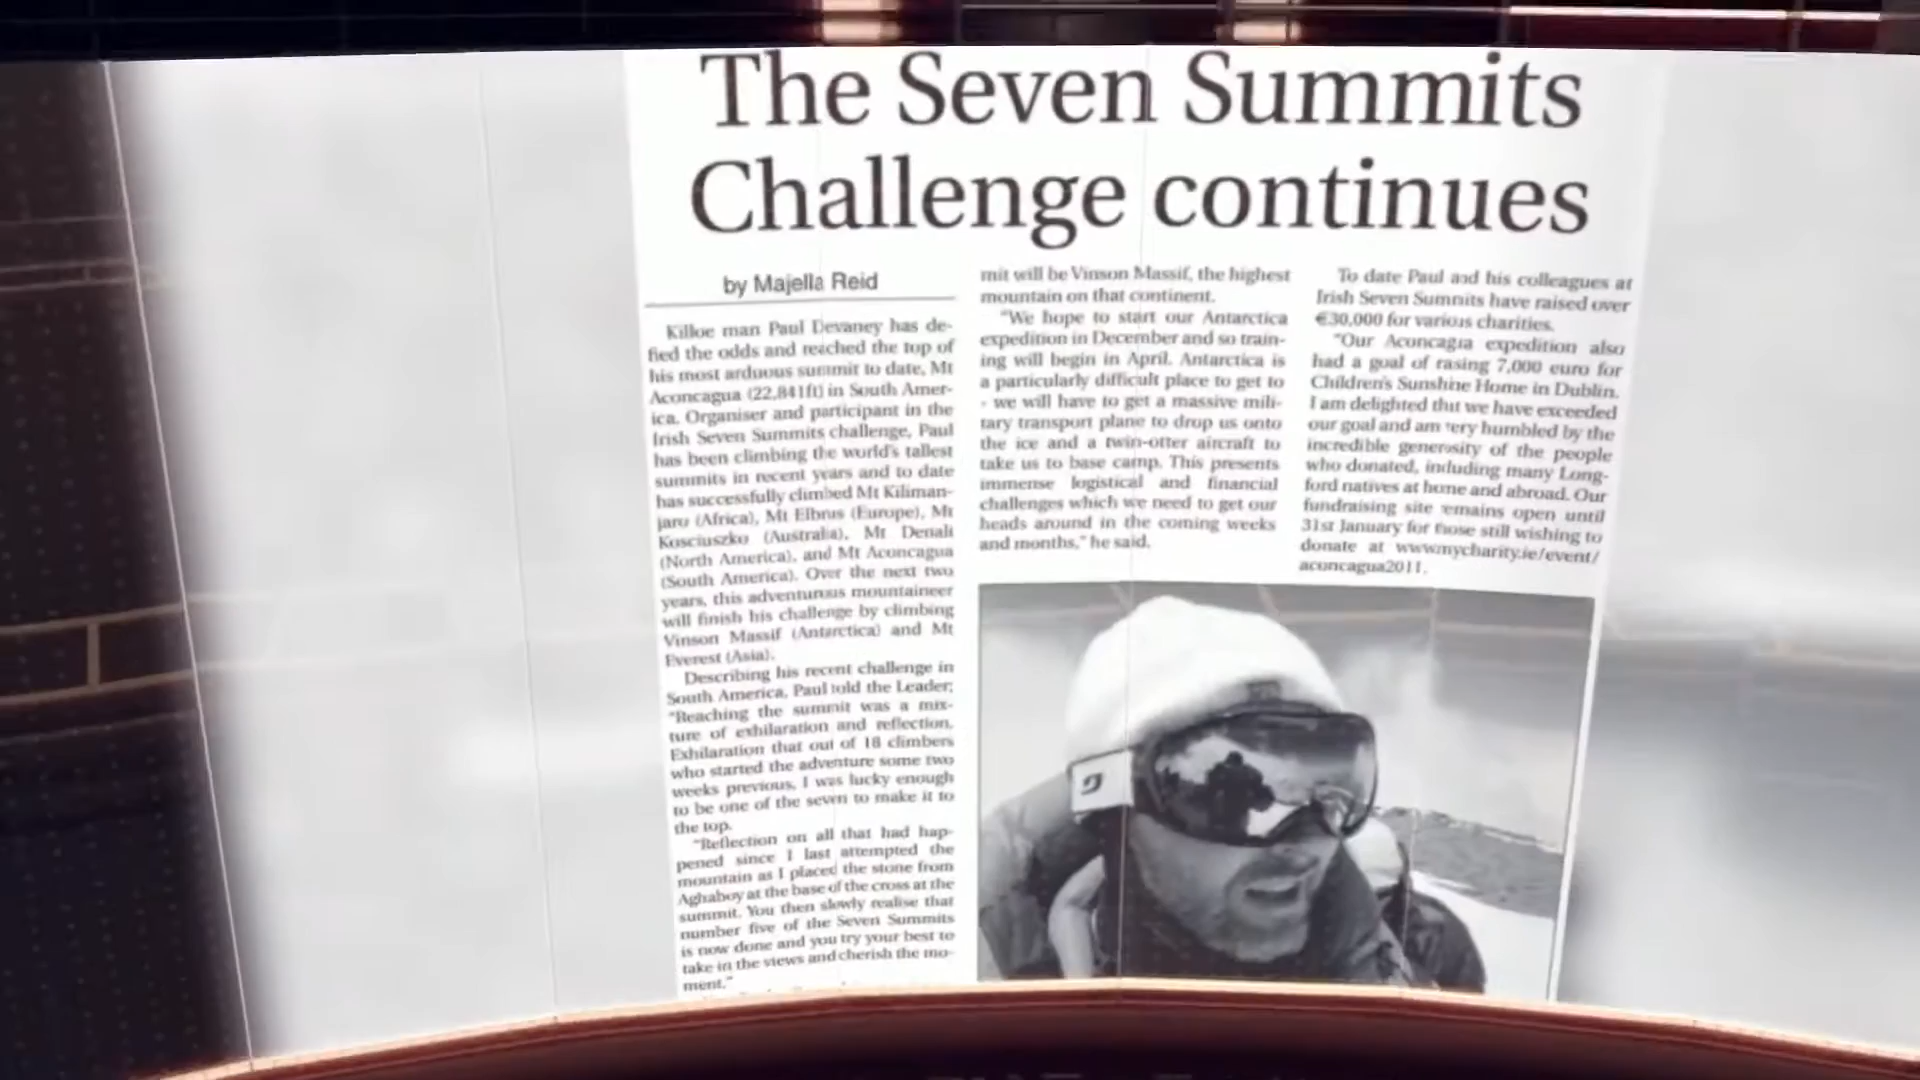 The Seven Summits
Challenge continues
by Majella Reid
Killoe man Paul Devaney has de-
fied the odds and reached the top of
his most arduous summit to date, Mt
Aconcagua (22,841ft) in South Amer-
ica. Organiser and participant in the
Irish Seven Summits challenge, Paul
has been climbing the world's tallest
summits in recent years and to date
has successfully climbed Mt Kiliman-
jaro (Africa), Mt Elbrus (Europe), Mt
Kosciuszko (Australia), Mt Denali
(North America), and Mt Aconcagua
(South America). Over the next two
years, this adventurous mountaineer
will finish his challenge by climbing
Vinson Massif (Antarctica) and Mt
Everest (Asia).
Describing his recent challenge in
South America, Paul told the Leader;
"Reaching the summit was a mix-
ture of exhilaration and reflection.
Exhilaration that out of 18 climbers
who started the adventure some two
weeks previous, I was lucky enough
to be one of the seven to make it to
the top.
"Reflection on all that had hap-
pened since I last attempted the
mountain as I placed the stone from
Aghaboy at the base of the cross at the
summit. You then slowly realise that
number five of the Seven Summits
is now done and you try your best to
take in the views and cherish the mo-
ment."
mit will be Vinson Massif, the highest
mountain on that continent.
"We hope to start our Antarctica
expedition in December and so train-
ing will begin in April. Antarctica is
a particularly difficult place to get to
- we will have to get a massive mili-
tary transport plane to drop us onto
the ice and a twin-otter aircraft to
take us to base camp. This presents
immense logistical and financial
challenges which we need to get our
heads around in the coming weeks
and months," he said.
To date Paul and his colleagues at
Irish Seven Summits have raised over
€30,000 for various charities.
"Our Aconcagua expedition also
had a goal of rasing 7,000 euro for
Children's Sunshine Home in Dublin.
I am delighted that we have exceeded
our goal and am very humbled by the
incredible generosity of the people
who donated, including many Long-
ford natives at home and abroad. Our
fundraising site remains open until
31st January for those still wishing to
donate at www.mycharity.ie/event/
aconcagua2011.